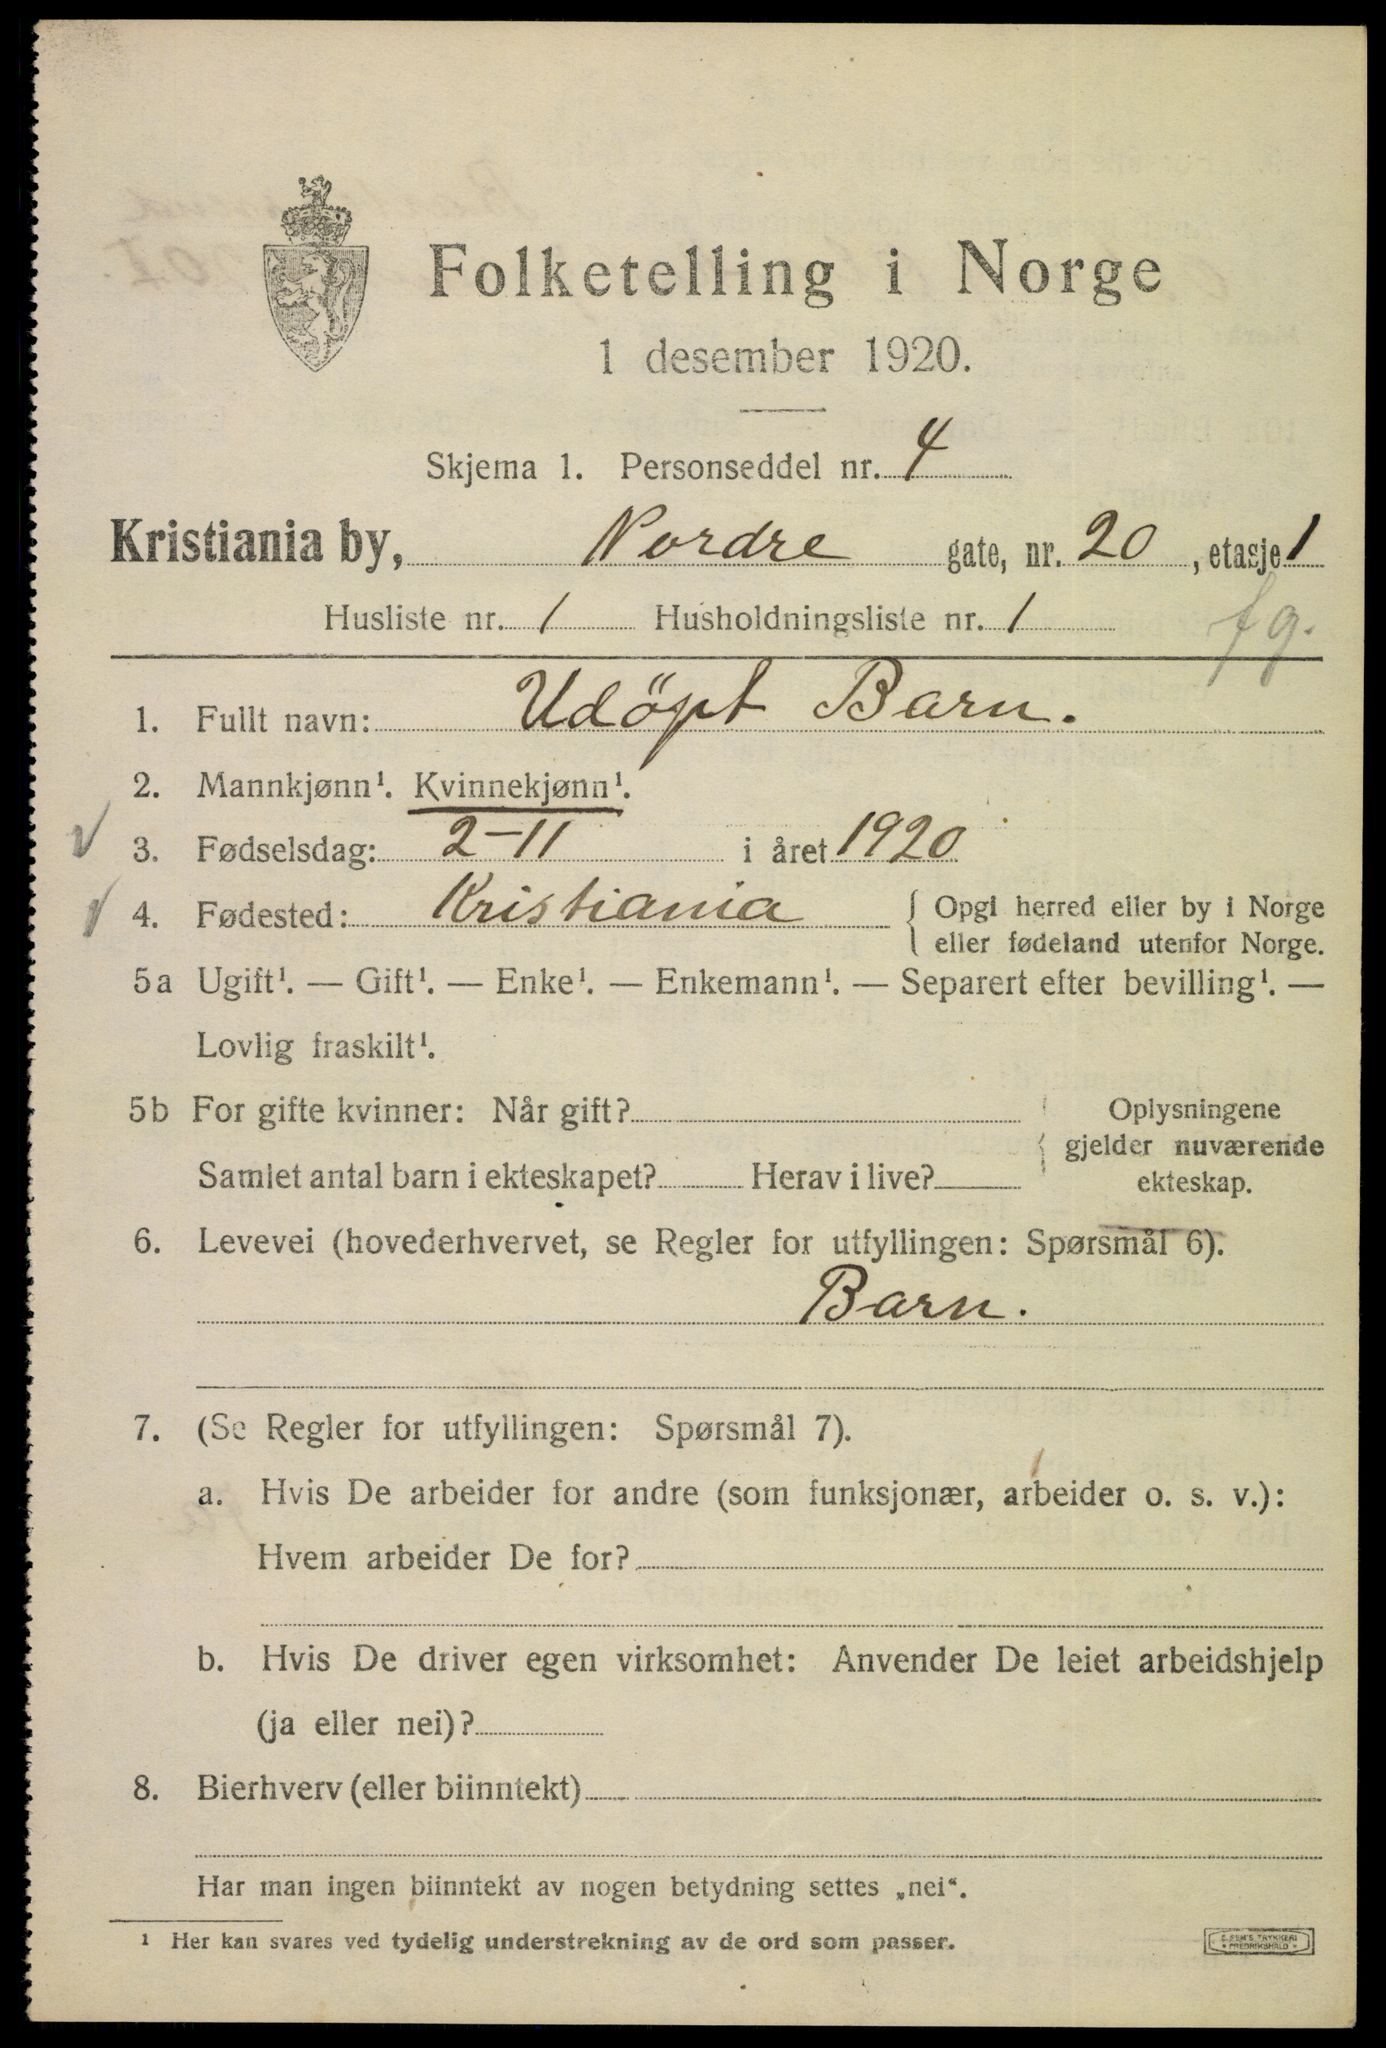 Folketelling i Norge
1 desember 1920.
Skjema 1. Personseddel nr. 4
Kristiania by, Nordre gate, nr. 20, etasje 1
Husliste nr. 1 Husholdningsliste nr. 1 fg.
1. Fullt navn: Udöpt Barn.
2. Mannkjønn¹. Kvinnekjønn¹.
3. Fødselsdag: 2-11 i året 1920
4. Fødested: Kristiania { Opgi herred eller by i Norge
eller fødeland utenfor Norge.
5a Ugift¹. — Gift¹. — Enke¹. — Enkemann¹. — Separert efter bevilling¹. —
Lovlig fraskilt¹.
5b For gifte kvinner: Når gift? Oplysningene
gjelder nuværende
Samlet antal barn i ekteskapet? Herav i live? ekteskap.
6. Levevei (hovederhvervet, se Regler for utfyllingen: Spørsmål 6).
Barn.
7. (Se Regler for utfyllingen: Spørsmål 7).
a. Hvis De arbeider for andre (som funksjonær, arbeider o. s. v.):
Hvem arbeider De for?
b. Hvis De driver egen virksomhet: Anvender De leiet arbeidshjelp
(ja eller nei)?
8. Bierhverv (eller biinntekt)
Har man ingen biinntekt av nogen betydning settes „nei“.
¹ Her kan svares ved tydelig understrekning av de ord som passer.
E. SEM'S TRYKKERI
FREDRIKSHALD